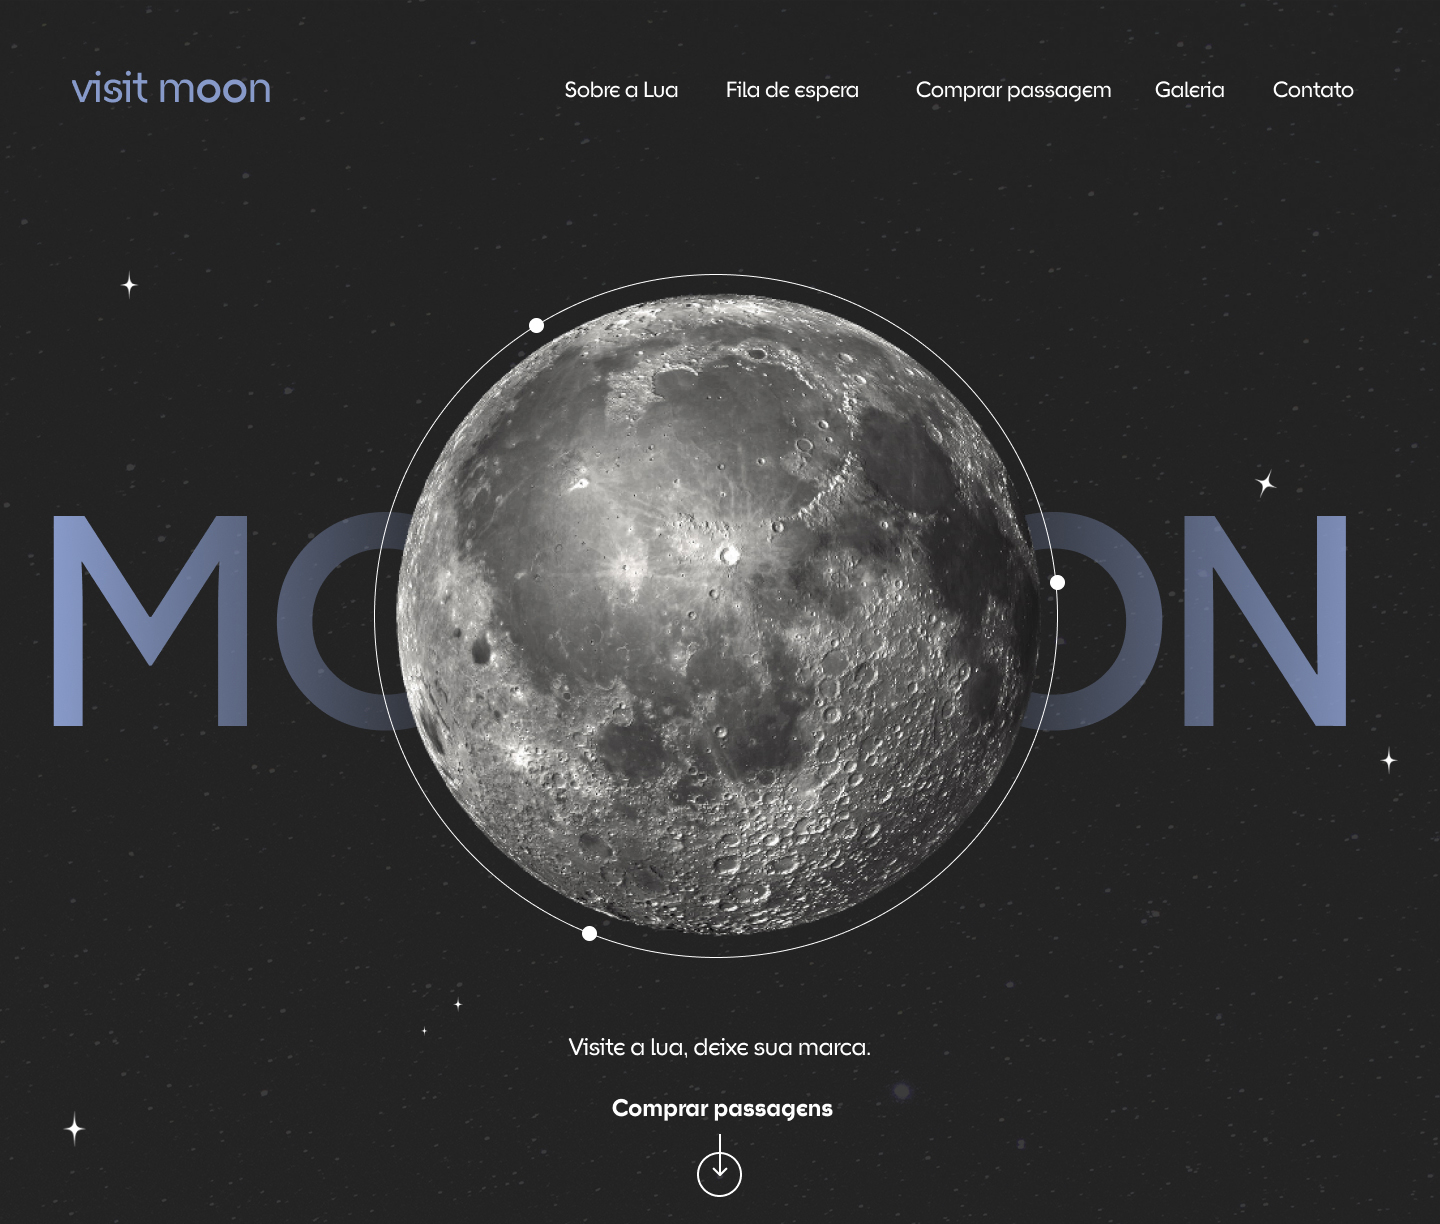 visit moon
Sobre a Lua Fila de espera Comprar passagem Galeria Contato
MOON
Visite a lua, deixe sua marca.
Comprar passagens